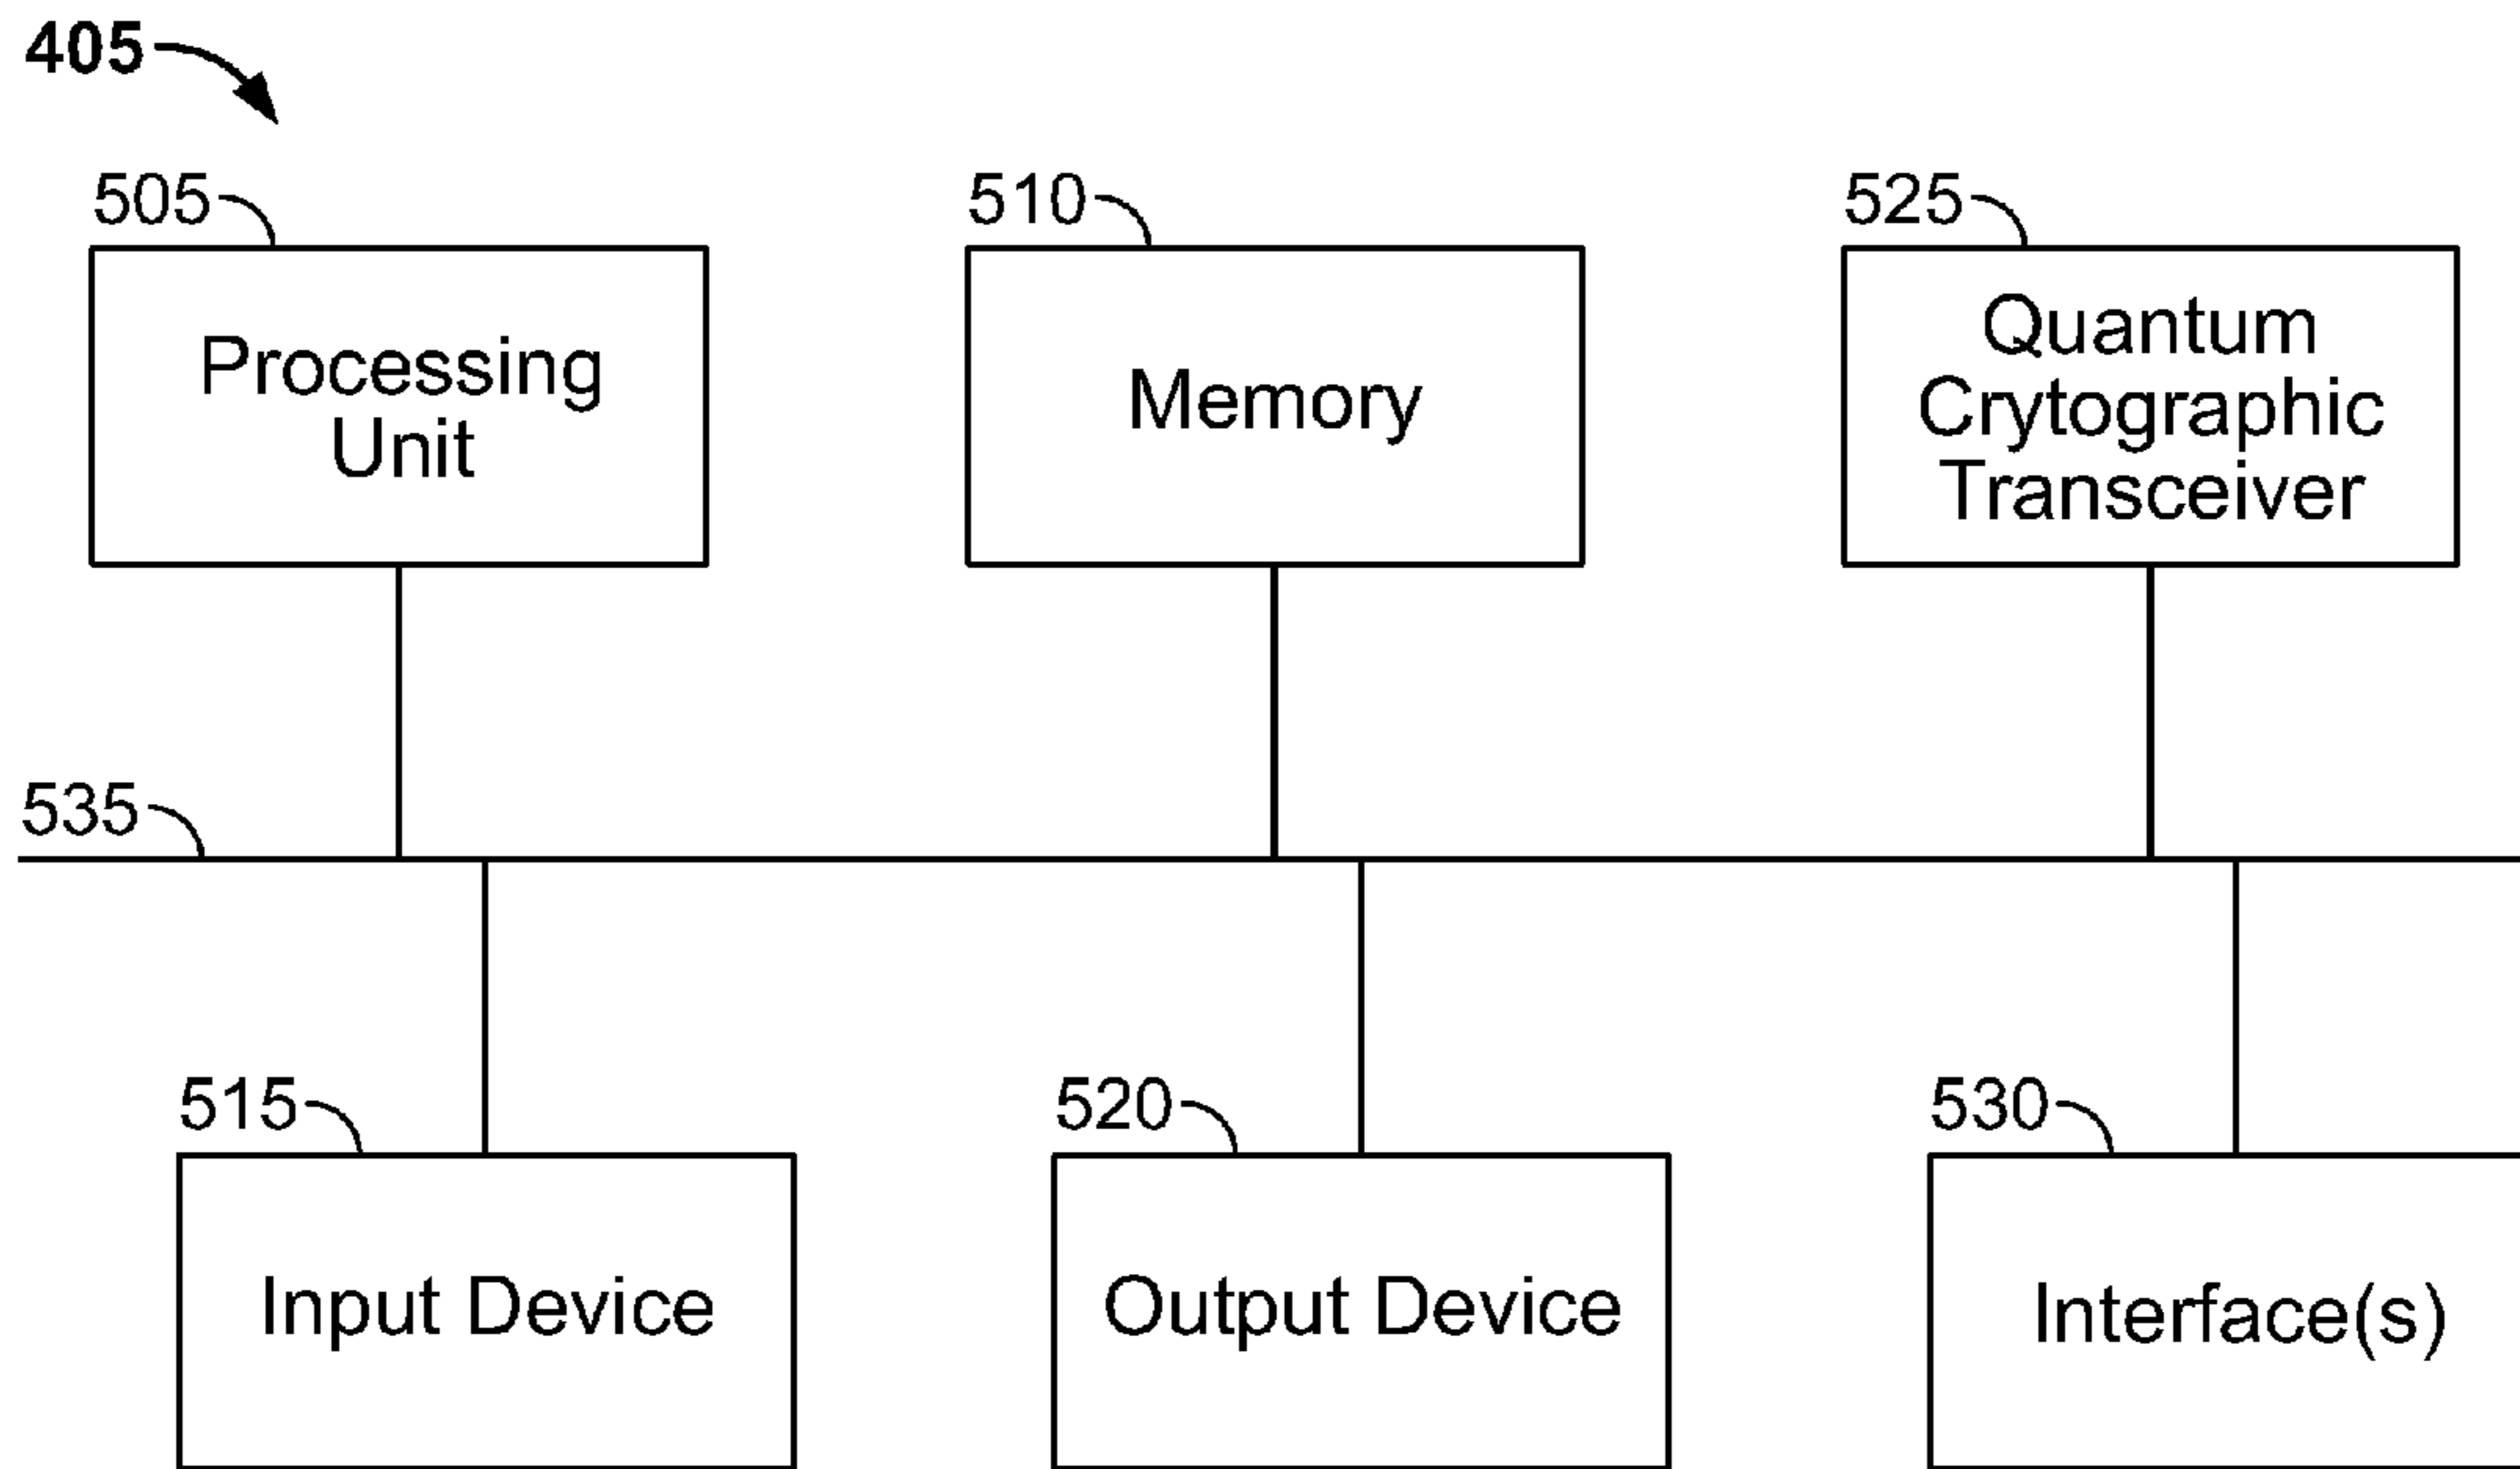 405
505
510
525
Processing
Unit
Memory
Quantum
Crytographic
Transceiver
535
515
520
530
Input Device
Output Device
Interface(s)